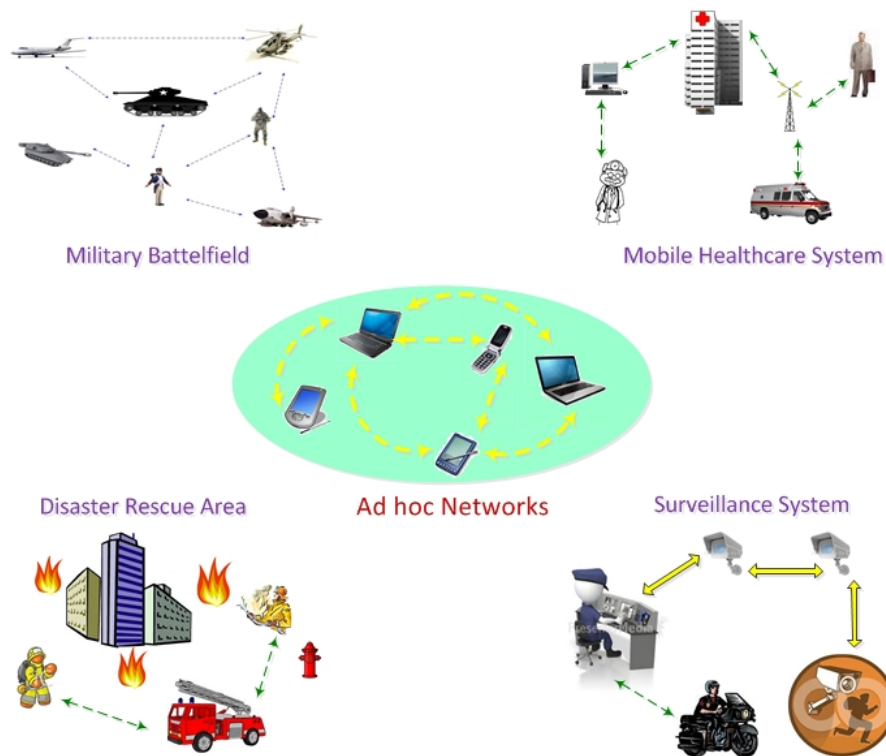 Military Battelfield
Mobile Healthcare System
Disaster Rescue Area
Ad hoc Networks
Surveillance System